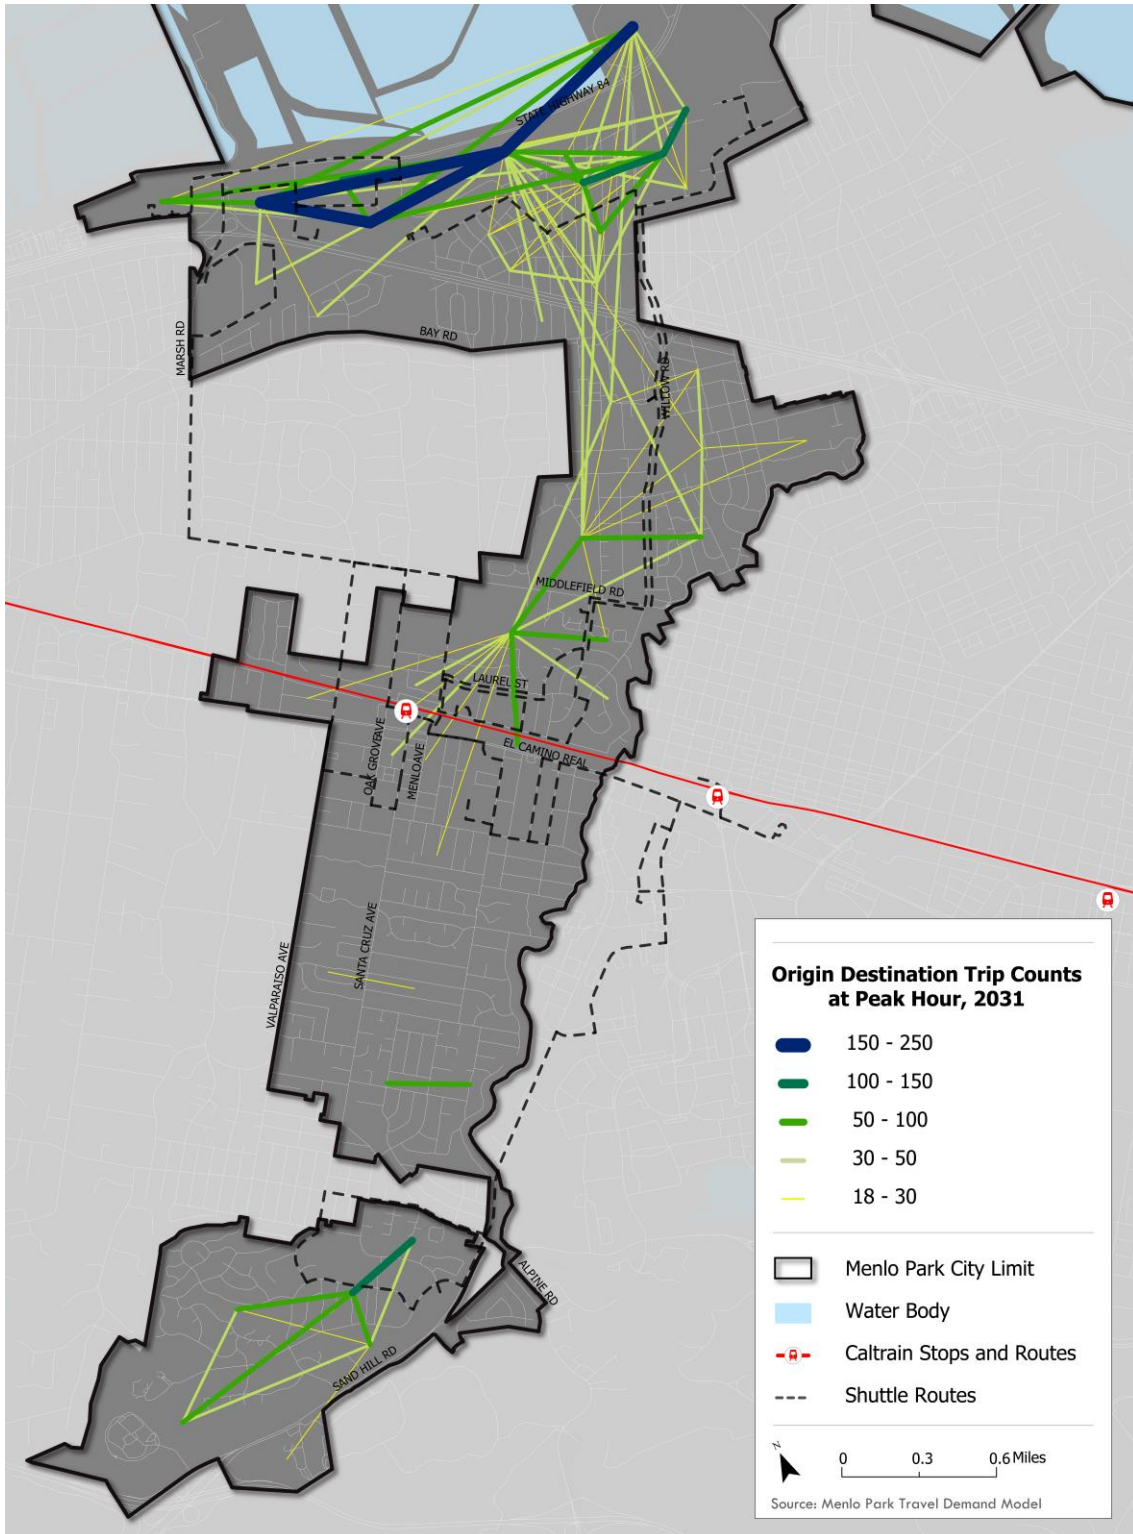 STATE HIGHWAY 84
BAY RD
MARSH RD
WILLOW RD
MIDDLEFIELD RD
LAUREL ST
EL CAMINO REAL
OAK GROVE AVE
MENLO AVE
SANTA CRUZ AVE
VALPARAISO AVE
ALPINE RD
SAND HILL RD
Origin Destination Trip Counts
at Peak Hour, 2031
150 - 250
100 - 150
50 - 100
30 - 50
18 - 30
Menlo Park City Limit
Water Body
Caltrain Stops and Routes
Shuttle Routes
N
0 0.3 0.6 Miles
Source: Menlo Park Travel Demand Model